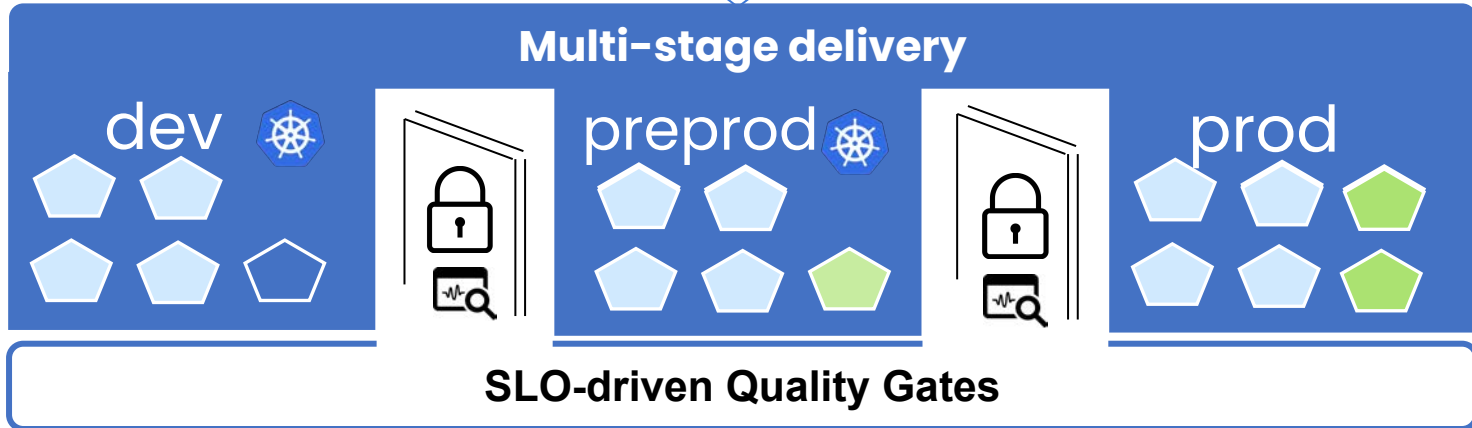 Multi-stage delivery
dev
preprod
prod
SLO-driven Quality Gates